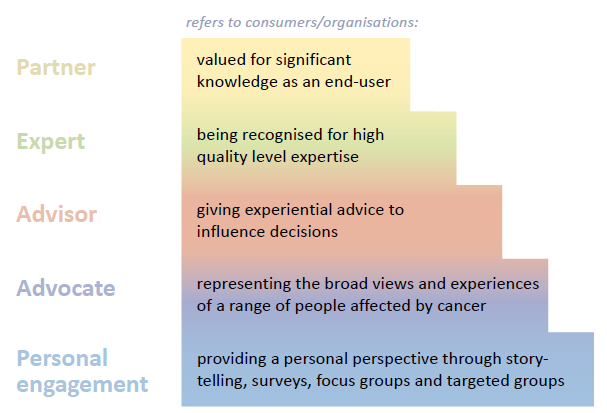 refers to consumers/organisations:
Partner
valued for significant
knowledge as an end-user
Expert
being recognised for high
quality level expertise
Advisor
giving experiential advice to
influence decisions
Advocate
representing the broad views and experiences
of a range of people affected by cancer
Personal
engagement
providing a personal perspective through story-
telling, surveys, focus groups and targeted groups